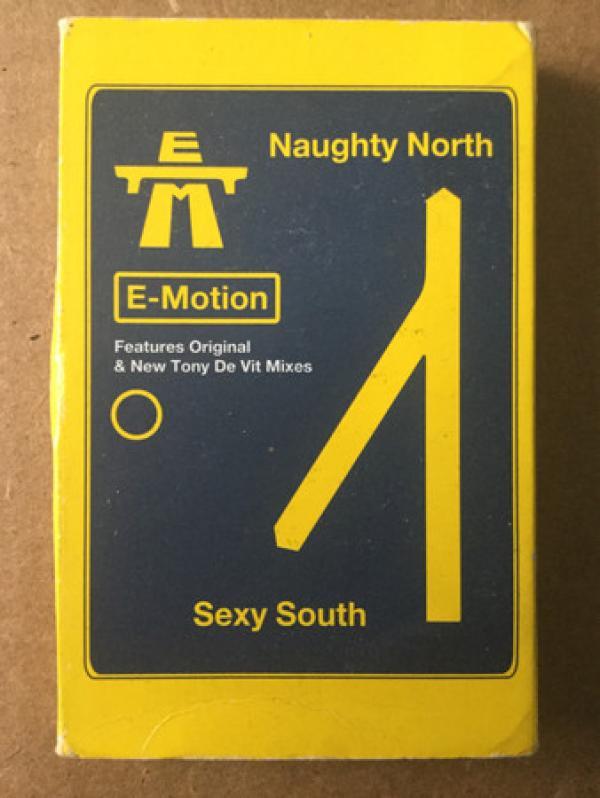 Naughty North
E
M
E-Motion
Features Original
& New Tony De Vit Mixes
Sexy South